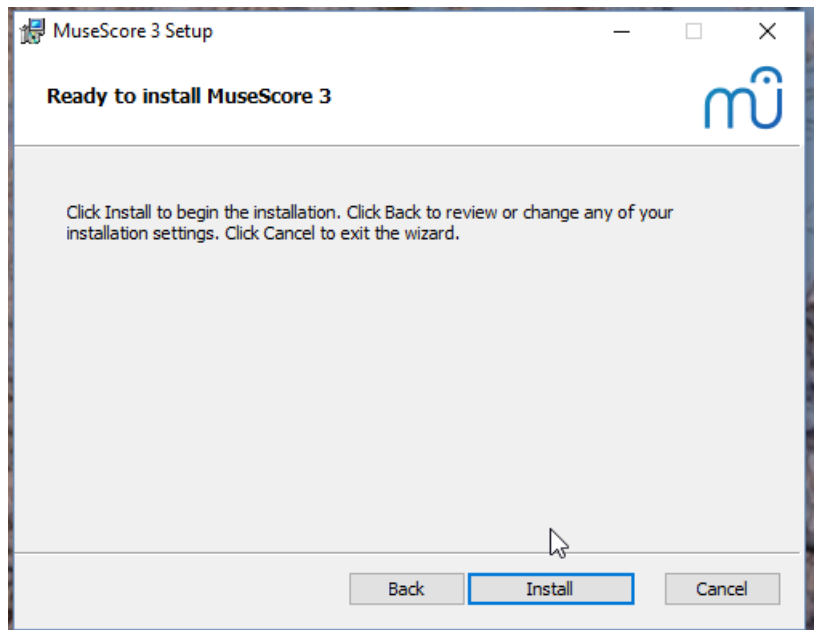 MuseScore 3 Setup
Ready to install MuseScore 3
Click Install to begin the installation. Click Back to review or change any of your
installation settings. Click Cancel to exit the wizard.
Back Install Cancel